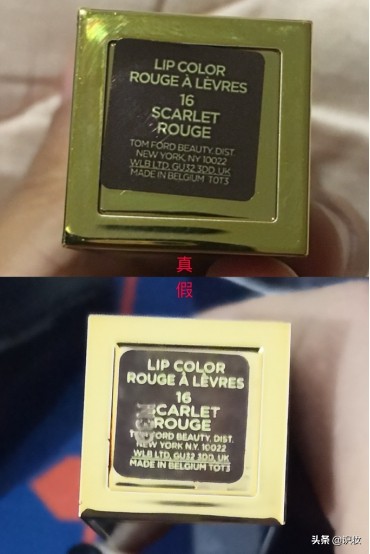 LIP COLOR
ROUGE À LÈVRES
16
SCARLET
ROUGE
TOM FORD BEAUTY, DIST.
NEW YORK, NY 10022
WLB LTD, GU32 3DD, UK
MADE IN BELGIUM T0T3
真
假
LIP COLOR
ROUGE À LÈVRES
16
SCARLET
ROUGE
TOM FORD BEAUTY, DIST.
NEW YORK N.Y. 10022
WLB LTD, GU32 3DD, UK
MADE IN BELGIUM T0T3
头条 @晓妆